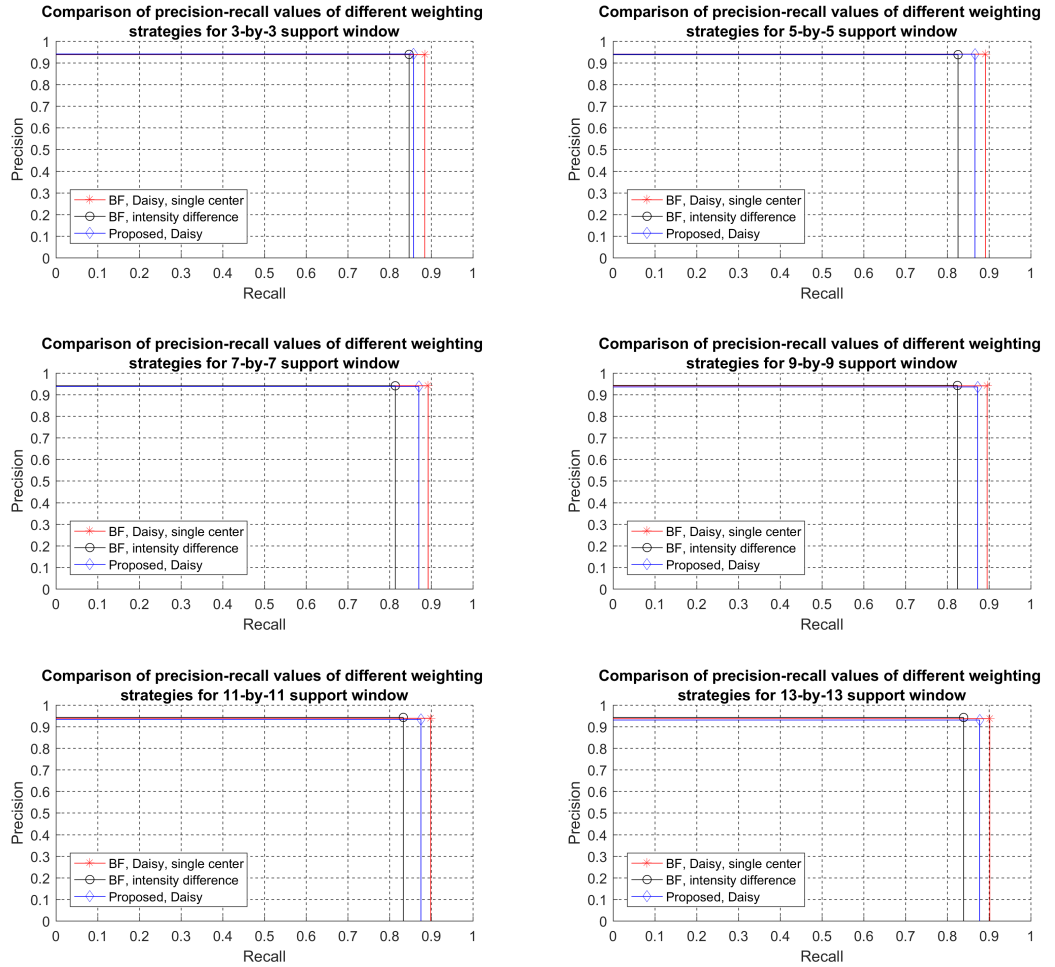 Comparison of precision-recall values of different weighting
strategies for 3-by-3 support window
1
0.9
0.8
0.7
0.6
0.5
0.4
0.3
0.2
0.1
0
Precision
BF, Daisy, single center
BF, intensity difference
Proposed, Daisy
0 0.1 0.2 0.3 0.4 0.5 0.6 0.7 0.8 0.9 1
Recall
Comparison of precision-recall values of different weighting
strategies for 5-by-5 support window
1
0.9
0.8
0.7
0.6
0.5
0.4
0.3
0.2
0.1
0
Precision
BF, Daisy, single center
BF, intensity difference
Proposed, Daisy
0 0.1 0.2 0.3 0.4 0.5 0.6 0.7 0.8 0.9 1
Recall
Comparison of precision-recall values of different weighting
strategies for 7-by-7 support window
1
0.9
0.8
0.7
0.6
0.5
0.4
0.3
0.2
0.1
0
Precision
BF, Daisy, single center
BF, intensity difference
Proposed, Daisy
0 0.1 0.2 0.3 0.4 0.5 0.6 0.7 0.8 0.9 1
Recall
Comparison of precision-recall values of different weighting
strategies for 9-by-9 support window
1
0.9
0.8
0.7
0.6
0.5
0.4
0.3
0.2
0.1
0
Precision
BF, Daisy, single center
BF, intensity difference
Proposed, Daisy
0 0.1 0.2 0.3 0.4 0.5 0.6 0.7 0.8 0.9 1
Recall
Comparison of precision-recall values of different weighting
strategies for 11-by-11 support window
1
0.9
0.8
0.7
0.6
0.5
0.4
0.3
0.2
0.1
0
Precision
BF, Daisy, single center
BF, intensity difference
Proposed, Daisy
0 0.1 0.2 0.3 0.4 0.5 0.6 0.7 0.8 0.9 1
Recall
Comparison of precision-recall values of different weighting
strategies for 13-by-13 support window
1
0.9
0.8
0.7
0.6
0.5
0.4
0.3
0.2
0.1
0
Precision
BF, Daisy, single center
BF, intensity difference
Proposed, Daisy
0 0.1 0.2 0.3 0.4 0.5 0.6 0.7 0.8 0.9 1
Recall